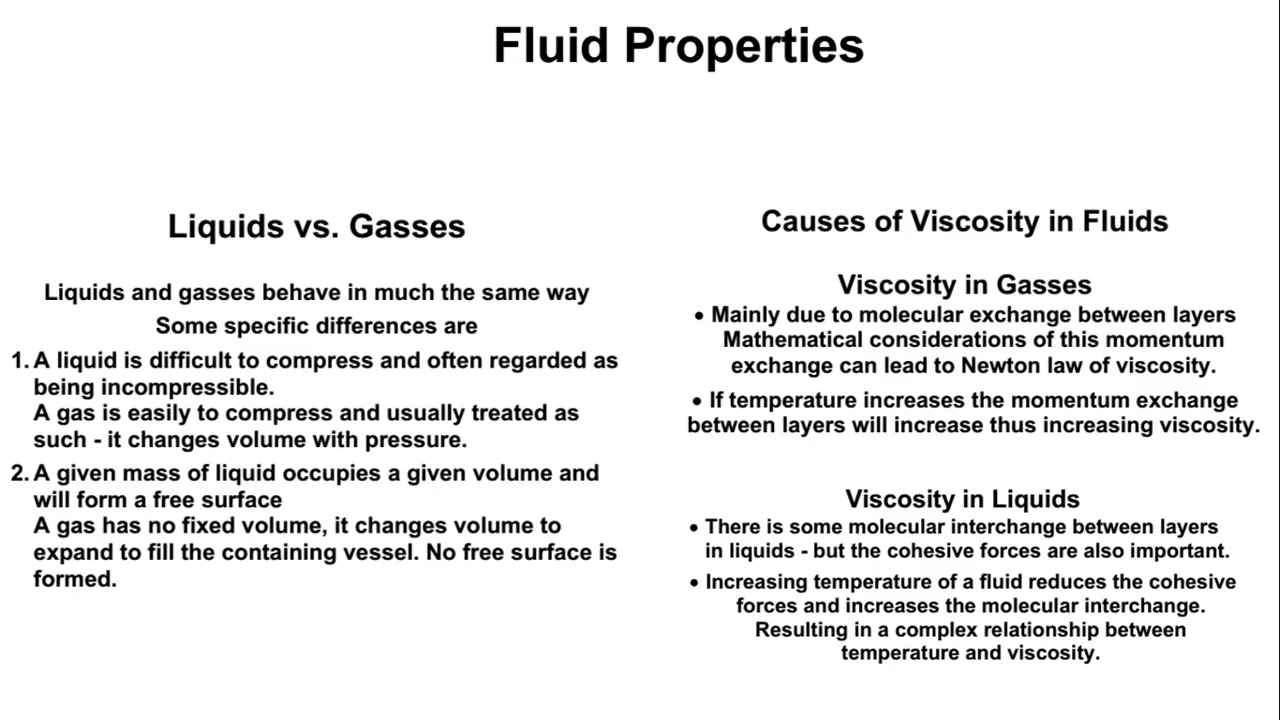 Fluid Properties
Liquids vs. Gasses
Liquids and gasses behave in much the same way
Some specific differences are
1. A liquid is difficult to compress and often regarded as
being incompressible.
A gas is easily to compress and usually treated as
such - it changes volume with pressure.
2. A given mass of liquid occupies a given volume and
will form a free surface
A gas has no fixed volume, it changes volume to
expand to fill the containing vessel. No free surface is
formed.
Causes of Viscosity in Fluids
Viscosity in Gasses
• Mainly due to molecular exchange between layers
Mathematical considerations of this momentum
exchange can lead to Newton law of viscosity.
• If temperature increases the momentum exchange
between layers will increase thus increasing viscosity.
Viscosity in Liquids
• There is some molecular interchange between layers
in liquids - but the cohesive forces are also important.
• Increasing temperature of a fluid reduces the cohesive
forces and increases the molecular interchange.
Resulting in a complex relationship between
temperature and viscosity.